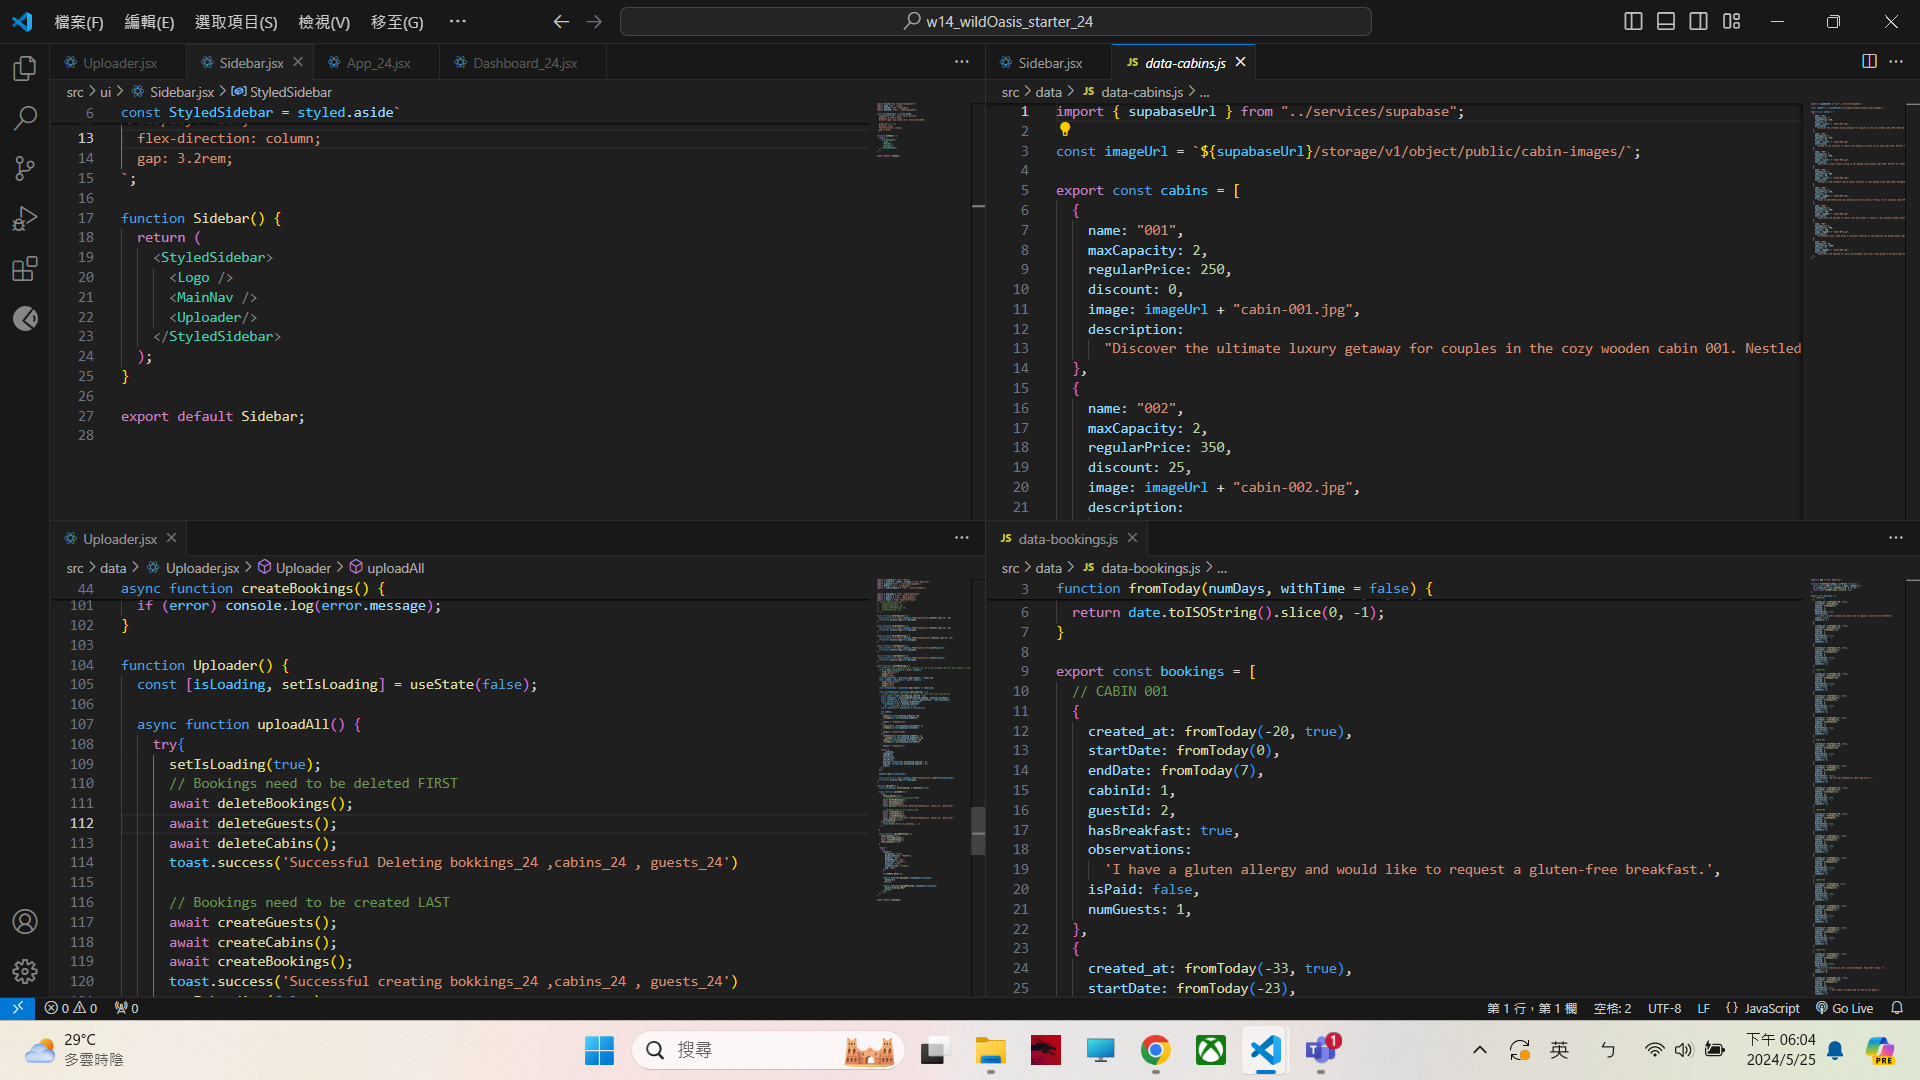 檔案(F) 編輯(E) 選取項目(S) 檢視(V) 移至(G) ··· w14_wildOasis_starter_24
Uploader.jsx Sidebar.jsx App_24.jsx Dashboard_24.jsx
src > ui > Sidebar.jsx > StyledSidebar
6 const StyledSidebar = styled.aside`
13 flex-direction: column;
14 gap: 3.2rem;
15 `;
16
17 function Sidebar() {
18 return (
19 <StyledSidebar>
20 <Logo />
21 <MainNav />
22 <Uploader/>
23 </StyledSidebar>
24 );
25 }
26
27 export default Sidebar;
28
Sidebar.jsx JS data-cabins.js
src > data > JS data-cabins.js > ...
1 import { supabaseUrl } from "../services/supabase";
2
3 const imageUrl = `${supabaseUrl}/storage/v1/object/public/cabin-images/`;
4
5 export const cabins = [
6 {
7 name: "001",
8 maxCapacity: 2,
9 regularPrice: 250,
10 discount: 0,
11 image: imageUrl + "cabin-001.jpg",
12 description:
13 "Discover the ultimate luxury getaway for couples in the cozy wooden cabin 001. Nestled
14 },
15 {
16 name: "002",
17 maxCapacity: 2,
18 regularPrice: 350,
19 discount: 25,
20 image: imageUrl + "cabin-002.jpg",
21 description:
Uploader.jsx
src > data > Uploader.jsx > Uploader > uploadAll
44 async function createBookings() {
101 if (error) console.log(error.message);
102 }
103
104 function Uploader() {
105 const [isLoading, setIsLoading] = useState(false);
106
107 async function uploadAll() {
108 try{
109 setIsLoading(true);
110 // Bookings need to be deleted FIRST
111 await deleteBookings();
112 await deleteGuests();
113 await deleteCabins();
114 toast.success('Successful Deleting bokkings_24 ,cabins_24 , guests_24')
115
116 // Bookings need to be created LAST
117 await createGuests();
118 await createCabins();
119 await createBookings();
120 toast.success('Successful creating bokkings_24 ,cabins_24 , guests_24')
JS data-bookings.js
src > data > JS data-bookings.js > ...
3 function fromToday(numDays, withTime = false) {
6 return date.toISOString().slice(0, -1);
7 }
8
9 export const bookings = [
10 // CABIN 001
11 {
12 created_at: fromToday(-20, true),
13 startDate: fromToday(0),
14 endDate: fromToday(7),
15 cabinId: 1,
16 guestId: 2,
17 hasBreakfast: true,
18 observations:
19 'I have a gluten allergy and would like to request a gluten-free breakfast.',
20 isPaid: false,
21 numGuests: 1,
22 },
23 {
24 created_at: fromToday(-33, true),
25 startDate: fromToday(-23),
0 0 0 第 1 行，第 1 欄 空格: 2 UTF-8 LF {} JavaScript Go Live
29°C
多雲時陰
搜尋
1
英 ㄅ
下午 06:04
2024/5/25
PRE